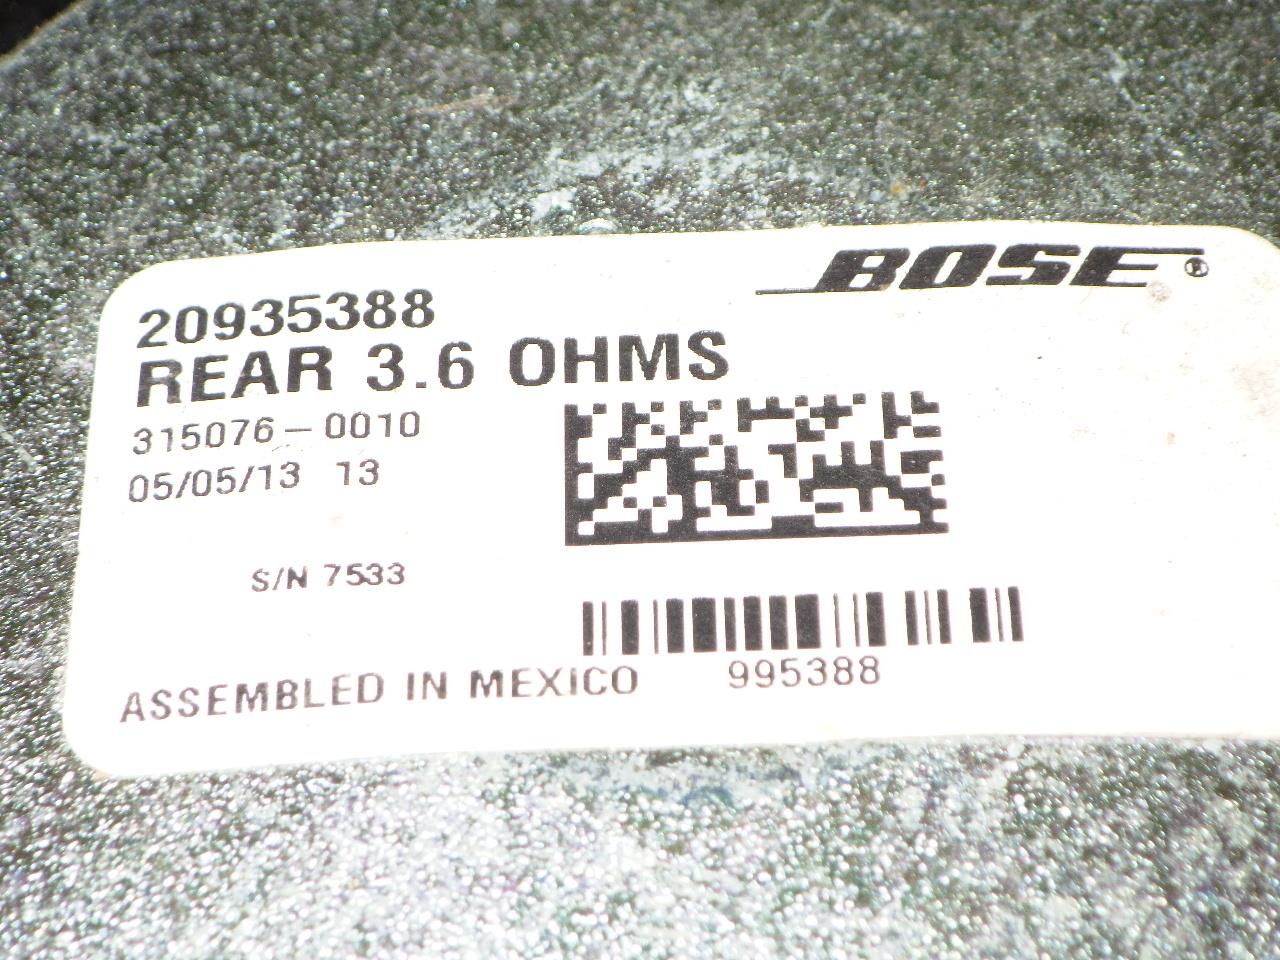 BOSE®
20935388
REAR 3.6 OHMS
315076-0010
05/05/13 13
S/N 7533
995388
ASSEMBLED IN MEXICO